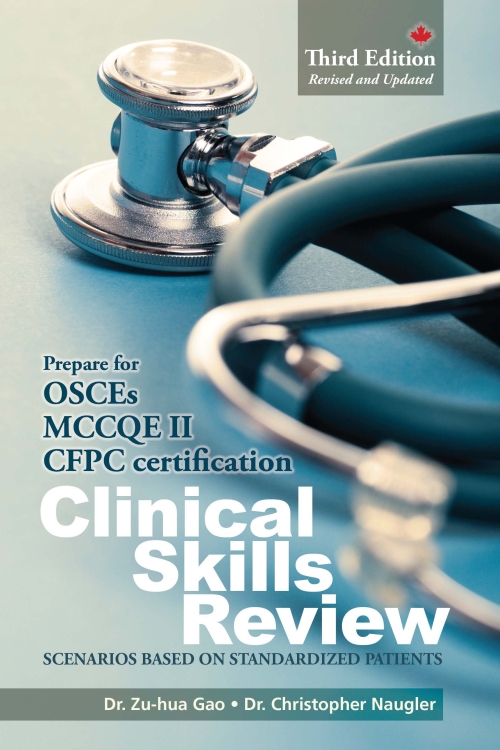 Third Edition
Revised and Updated
Prepare for
OSCEs
MCCQE II
CFPC certification
Clinical
Skills
Review
SCENARIOS BASED ON STANDARDIZED PATIENTS
Dr. Zu-hua Gao • Dr. Christopher Naugler